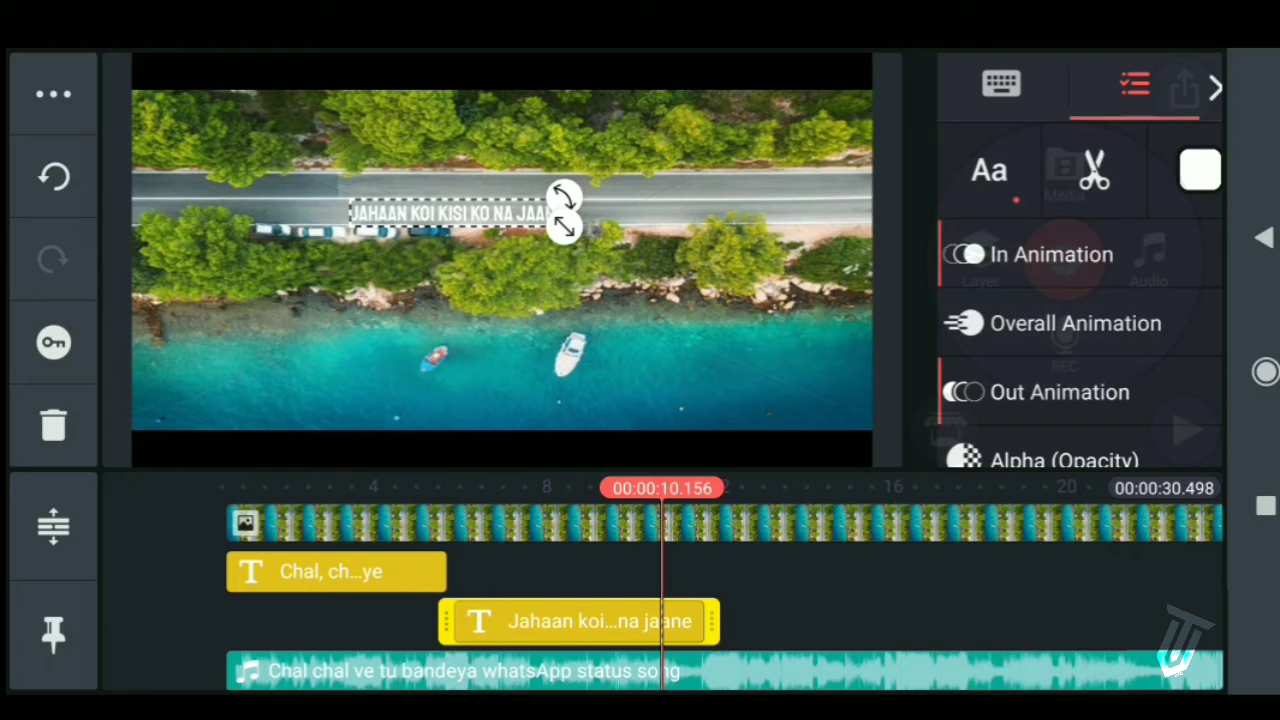 JAHAAN KOI KISI KO NA JAA
Aa
Media
In Animation
Layer
Audio
Overall Animation
REC
Out Animation
Alpha (Opacity)
4 8 00:00:10.156 2 16 20 00:00:30.498
T Chal, ch...ye
T Jahaan koi...na jaane
Chal chal ve tu bandeya whatsApp status song